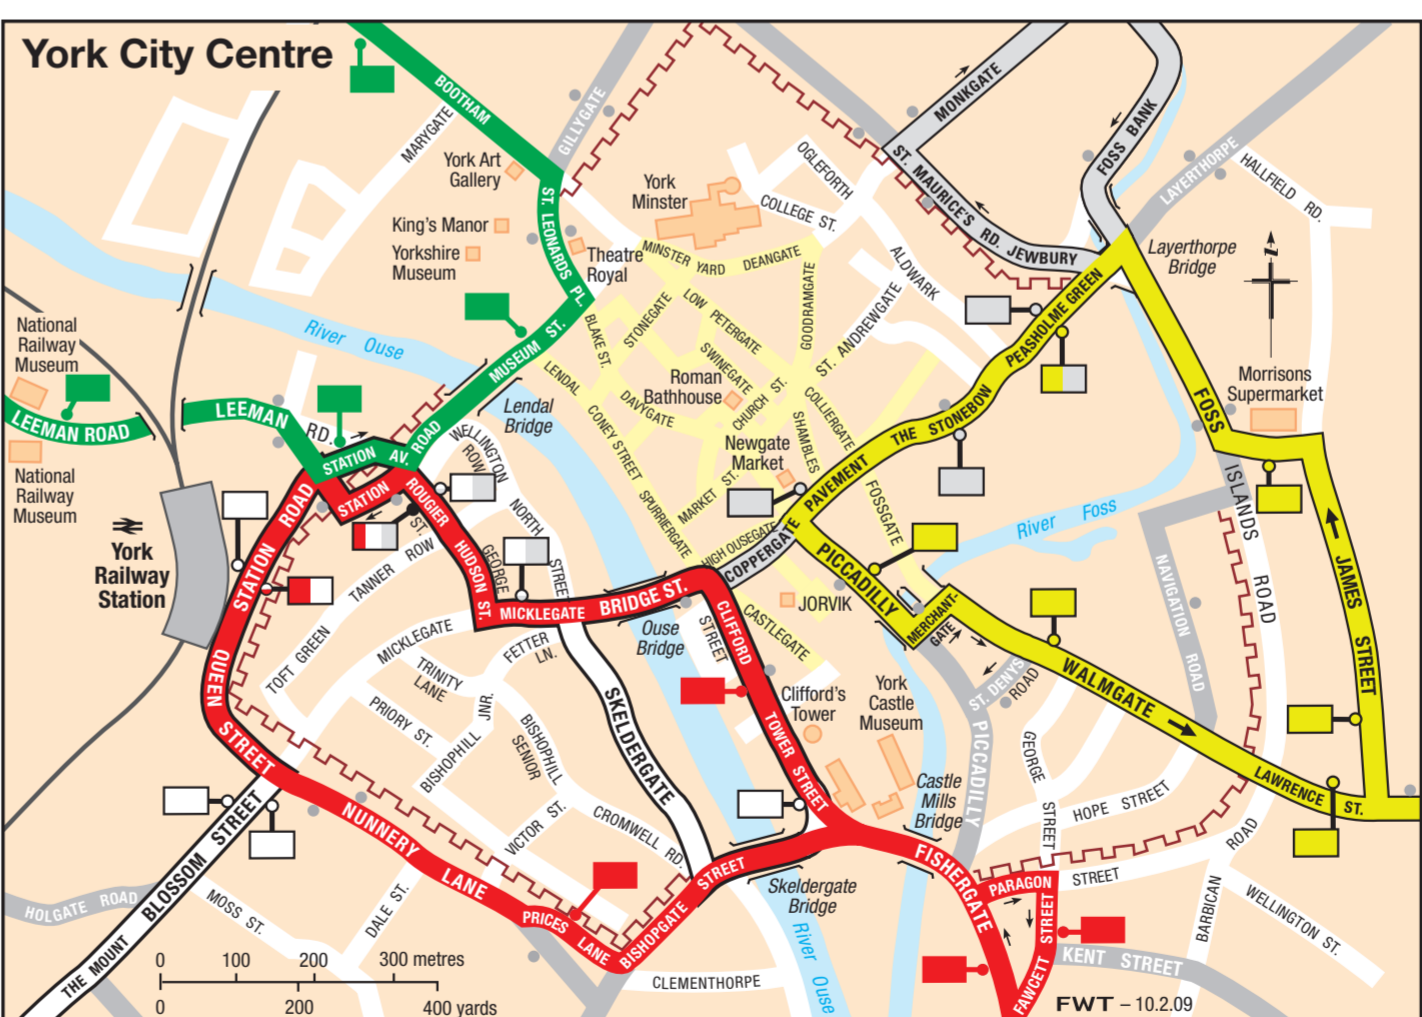 York City Centre
BOOTHAM
GILLYGATE
MARYGATE
MONKGATE
FOSS BANK
LAYERTHORPE
HALLFIELD RD.
York Art
Gallery
ST. LEONARDS PL.
York
Minster
OGLEFORTH
COLLEGE ST.
ST. MAURICE'S RD. JEWBURY
King's Manor
Yorkshire
Museum
Theatre
Royal
MINSTER YARD
DEANGATE
ALDWARK
Layerthorpe
Bridge
National
Railway
Museum
River Ouse
MUSEUM ST.
BLAKE ST.
STONEGATE
LOW PETERGATE
GOODRAMGATE
ST. ANDREWGATE
PEASHOLME GREEN
SWINEGATE
Roman
Bathhouse
CHURCH ST.
COLLIERGATE
SHAMBLES
LENDAL
DAVYGATE
CONEY STREET
THE STONEBOW
FOSS
Morrisons
Supermarket
LEEMAN ROAD
LEEMAN
RD.
STATION AV.
ROAD
WELLINGTON
ROW
Lendal
Bridge
Newgate
Market
MARKET ST.
PAVEMENT
FOSSGATE
National
Railway
Museum
STATION
ROAD
ROUGIER
ST.
NORTH
STREET
SPURRIERGATE
HIGH OUSEGATE
COPPERGATE
River Foss
ISLANDS
ROAD
York
Railway
Station
STATION
TANNER ROW
HUDSON ST.
GEORGE
MICKLEGATE
BRIDGE ST.
PICCADILLY
JORVIK
MERCHANT-
GATE
NAVIGATION ROAD
JAMES STREET
TOFT GREEN
MICKLEGATE
FETTER
LN.
Ouse
Bridge
CLIFFORD
STREET
CASTLEGATE
QUEEN
STREET
TRINITY
LANE
PRIORY ST.
BISHOPHILL JNR.
BISHOPHILL
SENIOR
SKELDERGATE
TOWER STREET
Clifford's
Tower
York
Castle
Museum
ST. DENYS
ROAD
WALMGATE
PICCADILLY
GEORGE
STREET
HOPE STREET
LAWRENCE ST.
Castle
Mills
Bridge
NUNNERY
LANE
VICTOR ST.
CROMWELL RD.
BLOSSOM STREET
HOLGATE ROAD
THE MOUNT
MOSS ST.
DALE ST.
PRICES
LANE
BISHOPGATE
STREET
Skeldergate
Bridge
River Ouse
FISHERGATE
PARAGON
STREET
FAWCETT
STREET
KENT STREET
BARBICAN
ROAD
WELLINGTON ST.
CLEMENTHORPE
0 100 200 300 metres
0 200 400 yards
FWT – 10.2.09